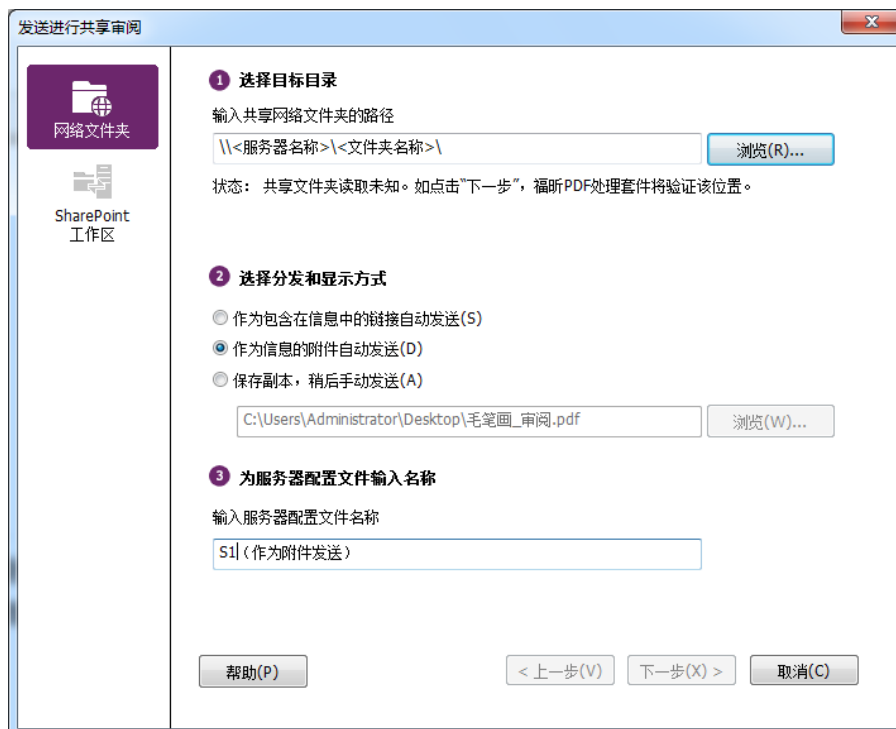 发送进行共享审阅
网络文件夹
SharePoint
工作区
1 选择目标目录
输入共享网络文件夹的路径
\\<服务器名称>\<文件夹名称>\
浏览(R)...
状态： 共享文件夹读取未知。如点击“下一步”，福昕PDF处理套件将验证该位置。
2 选择分发和显示方式
作为包含在信息中的链接自动发送(S)
作为信息的附件自动发送(D)
保存副本，稍后手动发送(A)
C:\Users\Administrator\Desktop\毛笔画_审阅.pdf
浏览(W)...
3 为服务器配置文件输入名称
输入服务器配置文件名称
S1（作为附件发送）
帮助(P)
< 上一步(V)
下一步(X) >
取消(C)